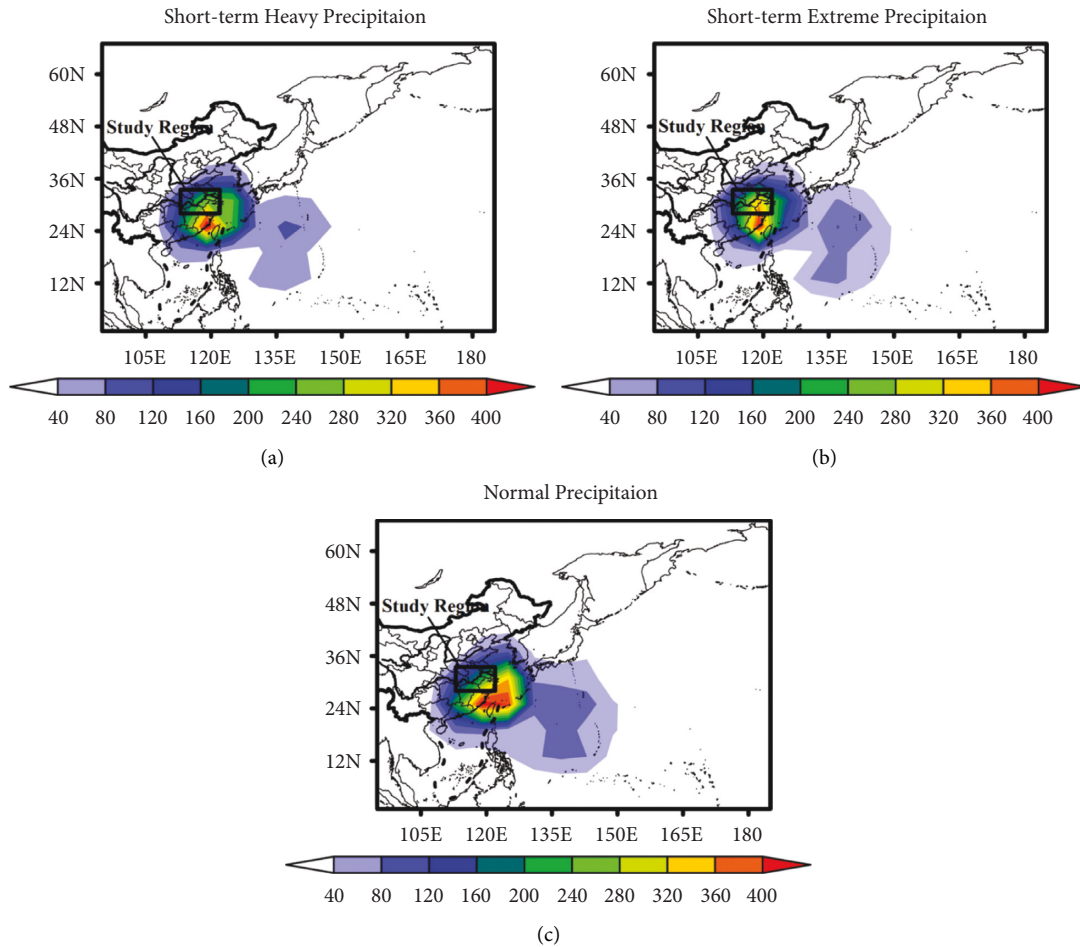 Short-term Heavy Precipitaion
60N
48N
Study Region
36N
24N
12N
105E 120E 135E 150E 165E 180
40 80 120 160 200 240 280 320 360 400
(a)
Short-term Extreme Precipitaion
60N
48N
Study Region
36N
24N
12N
105E 120E 135E 150E 165E 180
40 80 120 160 200 240 280 320 360 400
(b)
Normal Precipitaion
60N
48N
Study Region
36N
24N
12N
105E 120E 135E 150E 165E 180
40 80 120 160 200 240 280 320 360 400
(c)